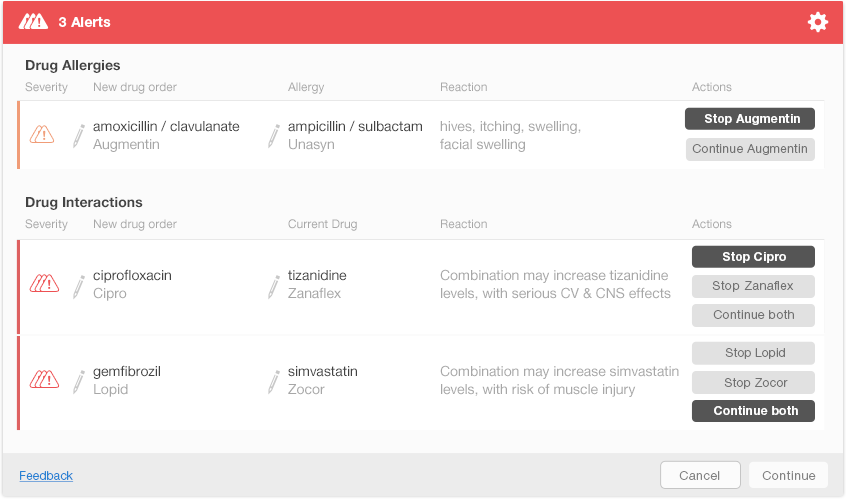 3 Alerts
Drug Allergies
Severity New drug order Allergy Reaction Actions
amoxicillin / clavulanate ampicillin / sulbactam hives, itching, swelling, Stop Augmentin
Augmentin Unasyn facial swelling Continue Augmentin
Drug Interactions
Severity New drug order Current Drug Reaction Actions
Stop Cipro
ciprofloxacin tizanidine Combination may increase tizanidine Stop Zanaflex
Cipro Zanaflex levels, with serious CV & CNS effects
Continue both
Stop Lopid
gemfibrozil simvastatin Combination may increase simvastatin Stop Zocor
Lopid Zocor levels, with risk of muscle injury
Continue both
Feedback Cancel Continue